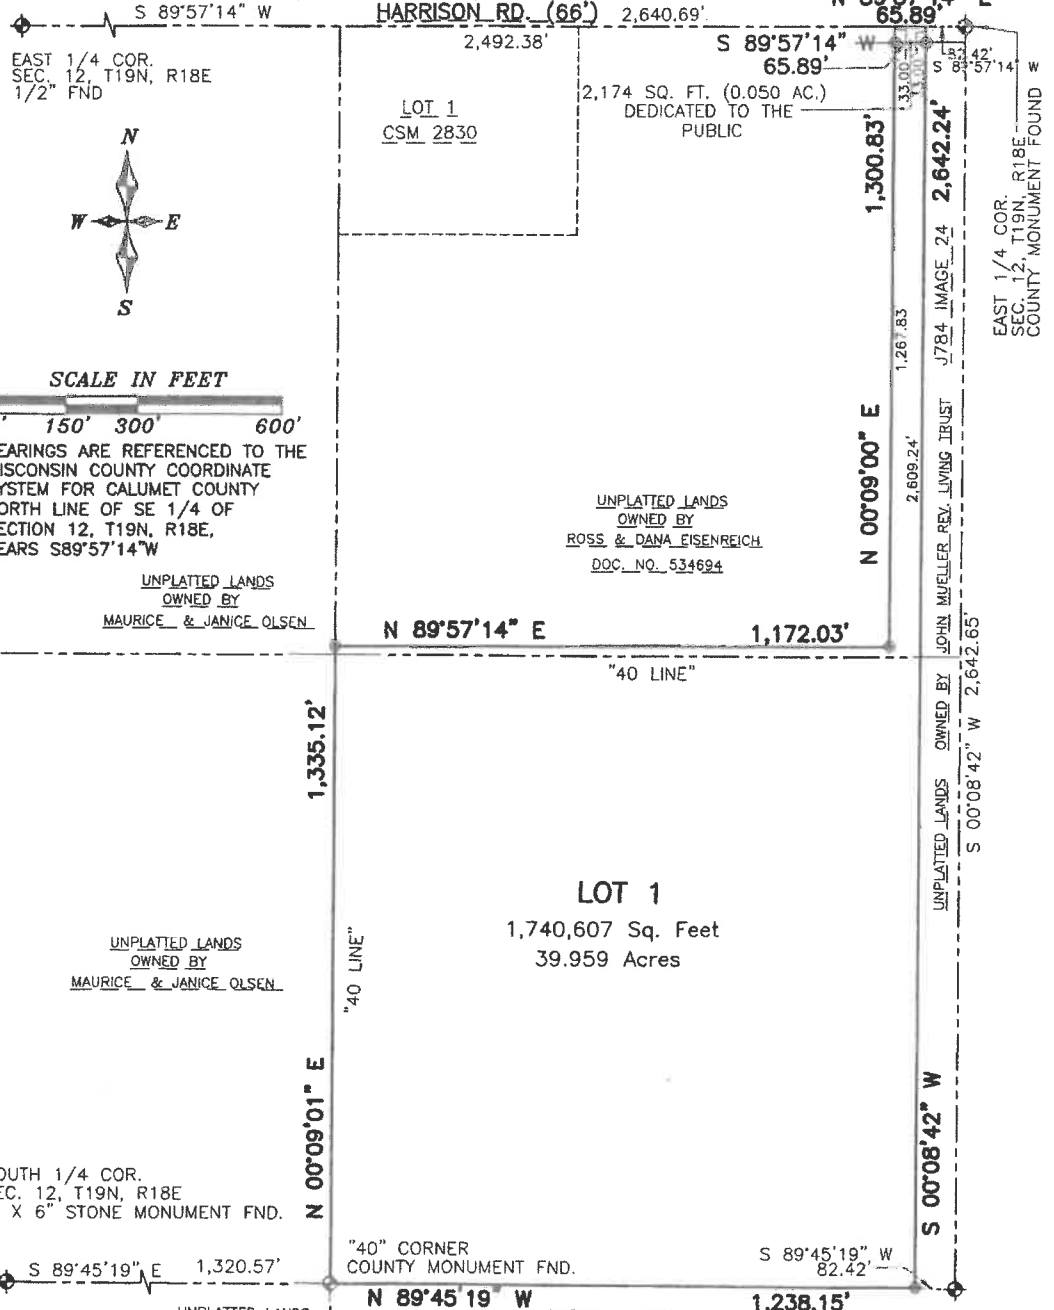 S 89°57'14" W
HARRISON RD. (66')
2,640.69'
65.89'
2,492.38'
S 89°57'14" W
65.89'
82.42'
S 89°57'14" W
EAST 1/4 COR.
SEC. 12, T19N, R18E
1/2" FND
LOT 1
CSM 2830
2,174 SQ. FT. (0.050 AC.)
DEDICATED TO THE
PUBLIC
33.00
1,300.83'
2,642.24'
EAST 1/4 COR.
SEC. 12, T19N, R18E
COUNTY MONUMENT FOUND
N
W E
S
1,267.83
2,609.24'
N 00°09'00" E
SCALE IN FEET
150' 300' 600'
EARINGS ARE REFERENCED TO THE
ISCONSIN COUNTY COORDINATE
YSTEM FOR CALUMET COUNTY
ORTH LINE OF SE 1/4 OF
ECTION 12, T19N, R18E,
EARS S89°57'14"W
UNPLATTED LANDS
OWNED BY
ROSS & DANA EISENREICH
DOC. NO. 534694
UNPLATTED LANDS
OWNED BY
MAURICE & JANICE OLSEN
UNPLATTED LANDS OWNED BY JOHN MUELLER REV. LIVING TRUST J784 IMAGE 24
S 00°08'42" W 2,642.65'
N 89°57'14" E 1,172.03'
"40 LINE"
1,335.12'
N 00°09'01" E
"40 LINE"
LOT 1
1,740,607 Sq. Feet
39.959 Acres
UNPLATTED LANDS
OWNED BY
MAURICE & JANICE OLSEN
S 00°08'42" W
OUTH 1/4 COR.
EC. 12, T19N, R18E
X 6" STONE MONUMENT FND.
"40" CORNER
COUNTY MONUMENT FND.
S 89°45'19" W
82.42'
S 89°45'19" E 1,320.57'
N 89°45'19" W 1,238.15'
UNPLATTED LANDS